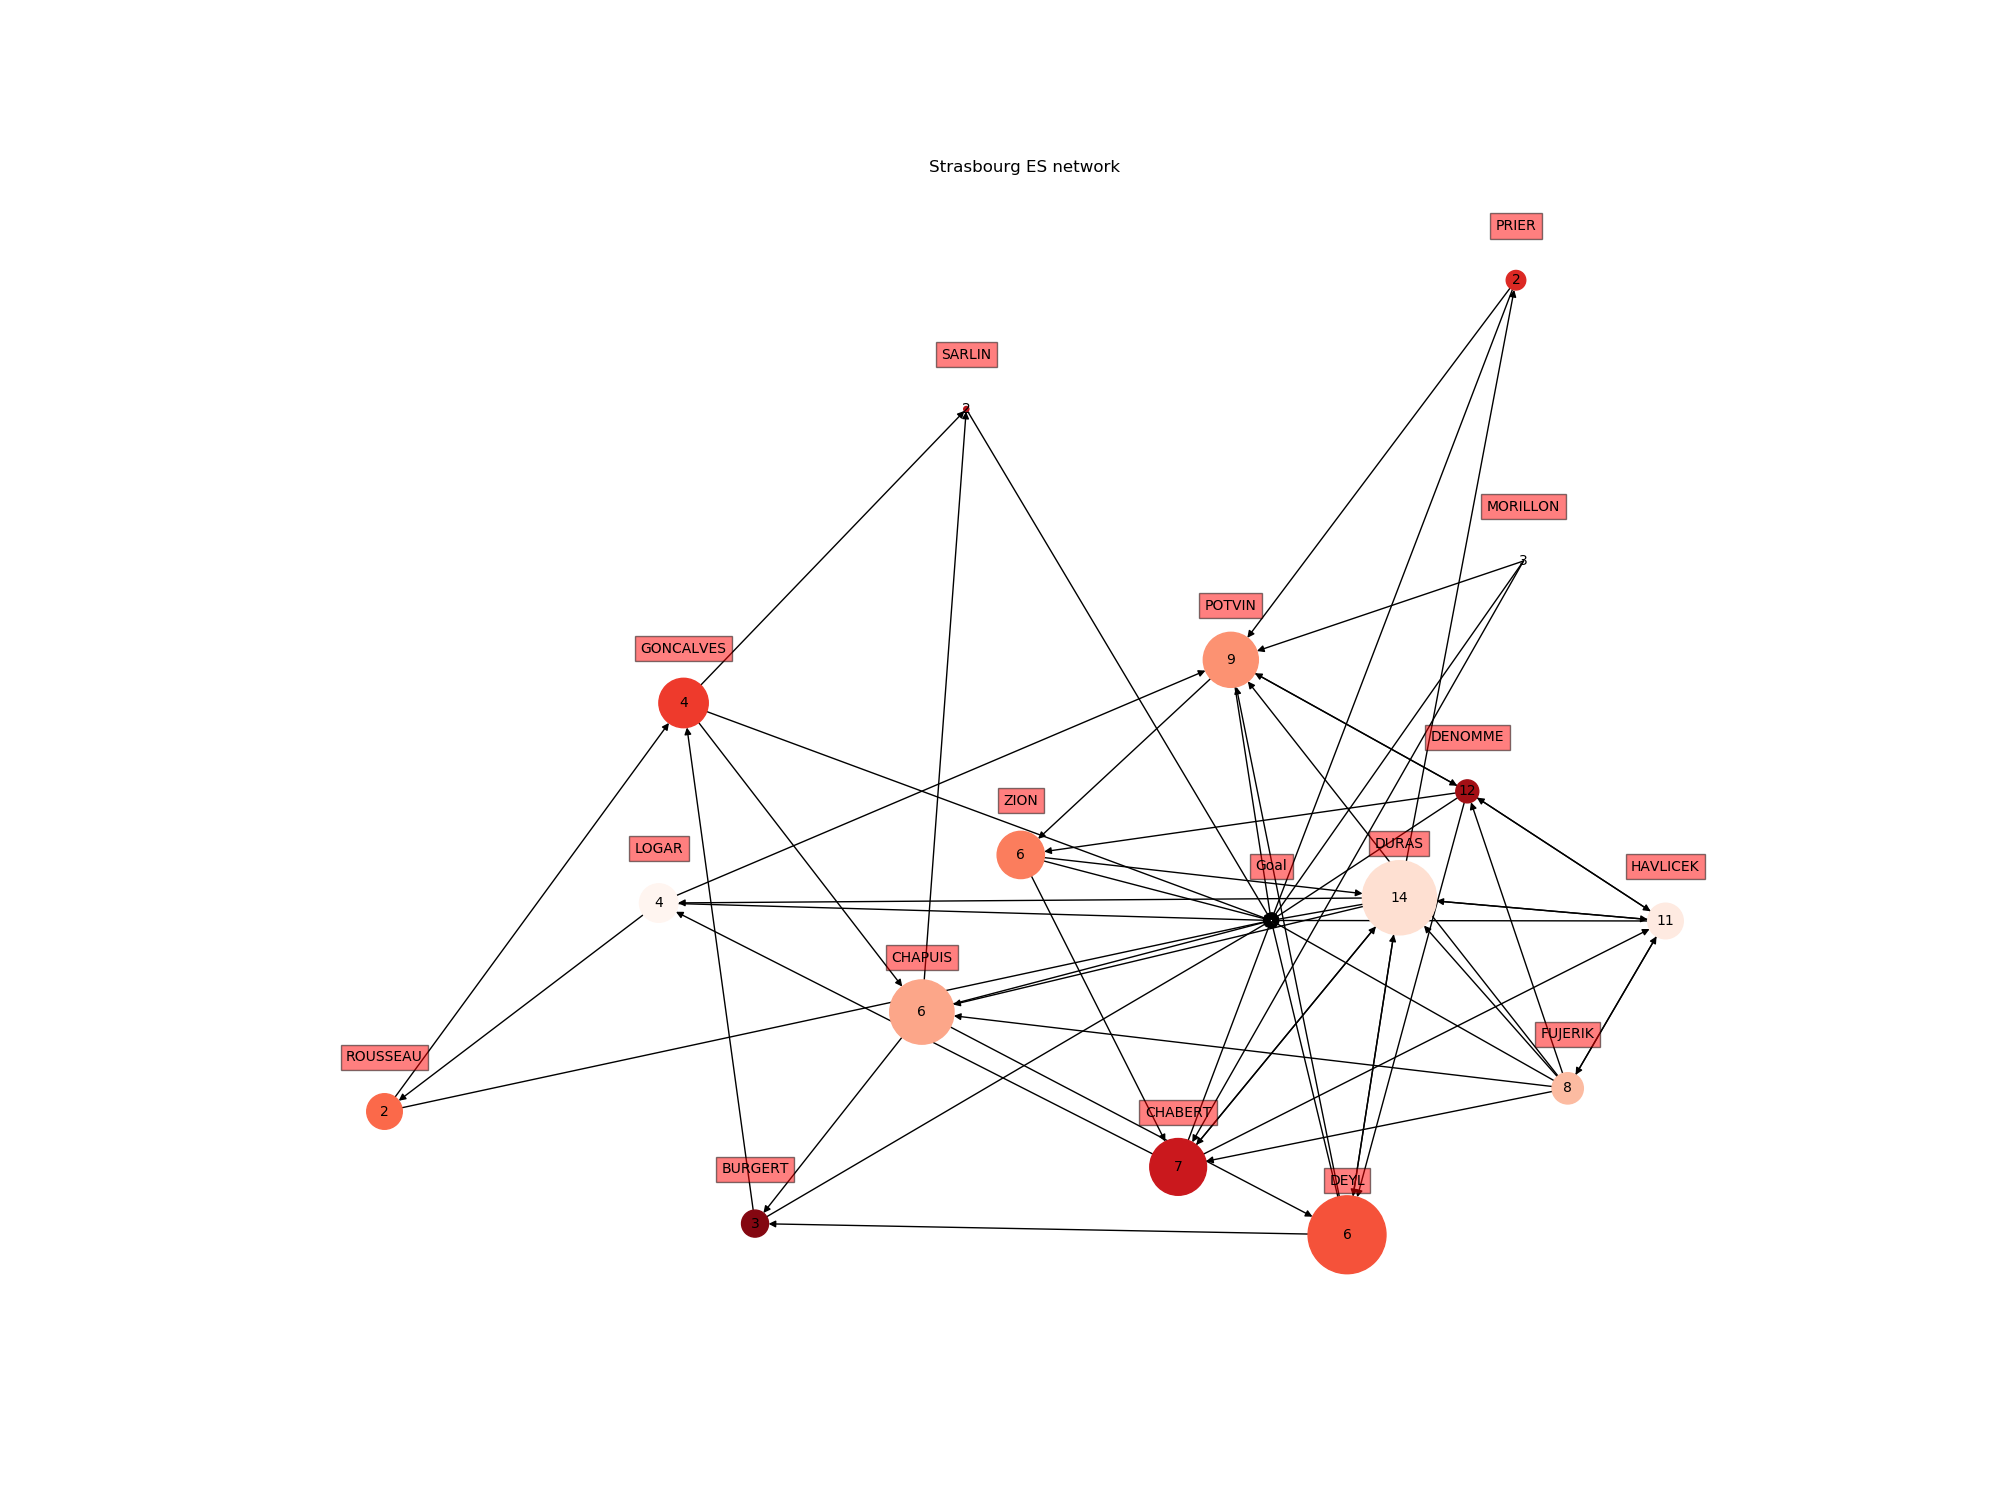 Strasbourg ES network
PRIER
2
SARLIN
2
MORILLON
3
POTVIN
9
GONCALVES
4
DENOMME
12
ZION
6
LOGAR
4
DURAS
14
Goal
HAVLICEK
11
CHAPUIS
6
FUJERIK
8
ROUSSEAU
2
CHABERT
7
BURGERT
3
DEYL
6